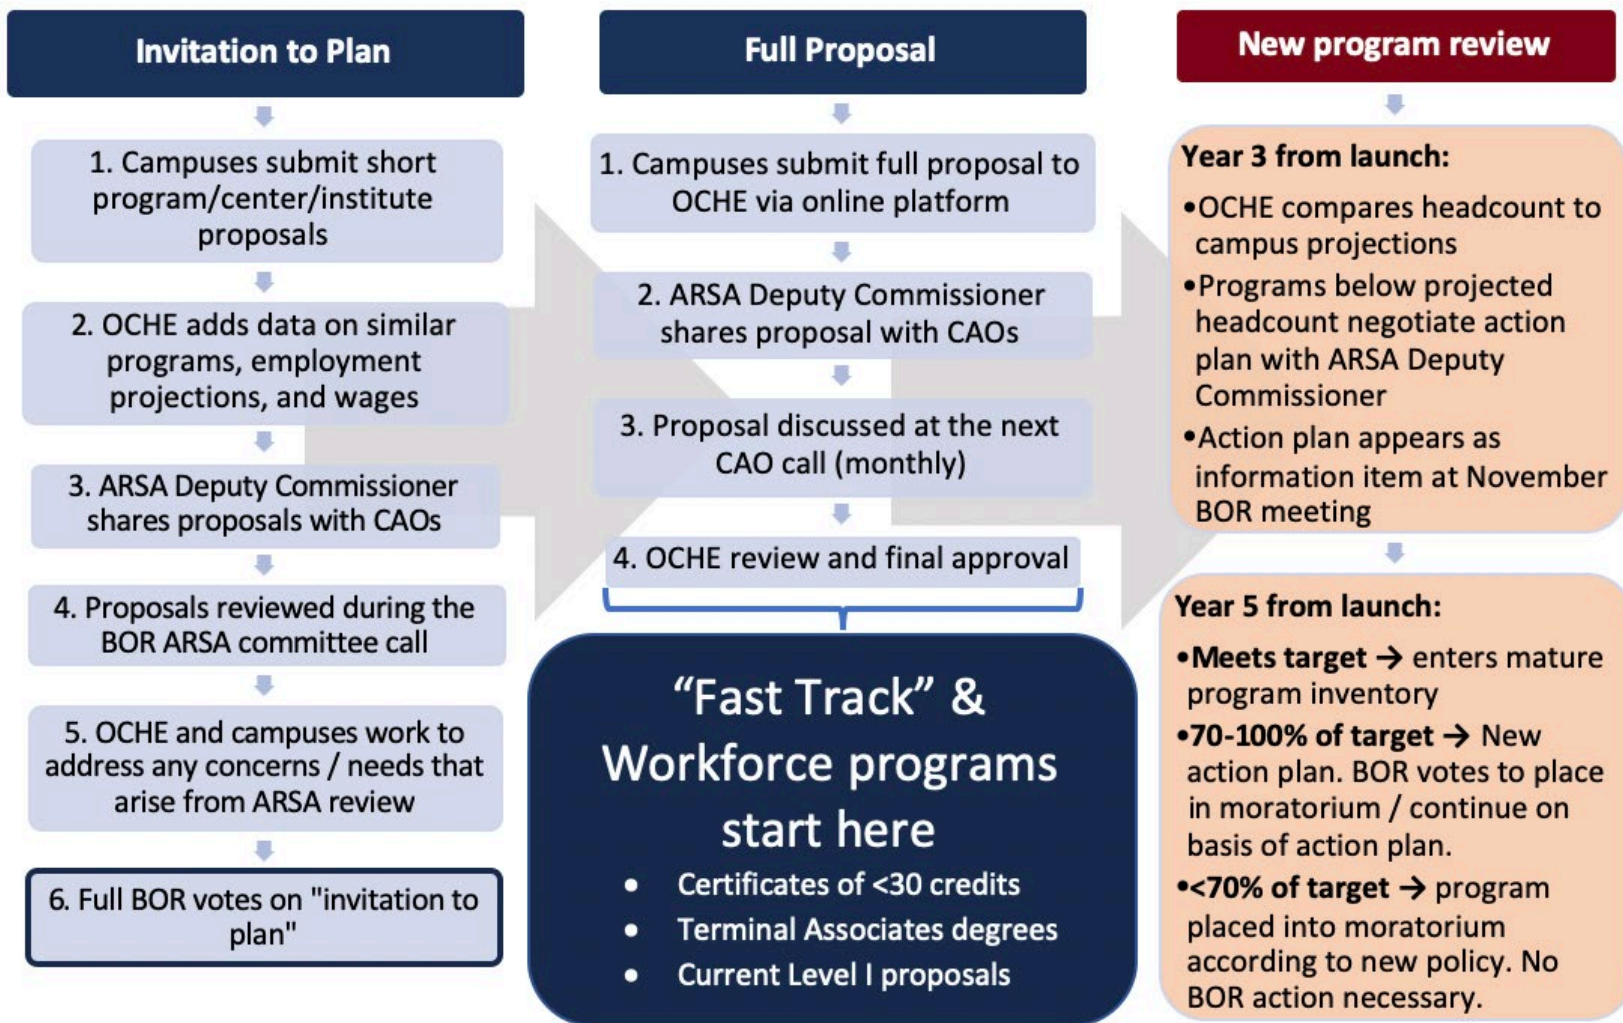 Invitation to Plan
1. Campuses submit short
program/center/institute
proposals
2. OCHE adds data on similar
programs, employment
projections, and wages
3. ARSA Deputy Commissioner
shares proposals with CAOs
4. Proposals reviewed during the
BOR ARSA committee call
5. OCHE and campuses work to
address any concerns / needs that
arise from ARSA review
6. Full BOR votes on "invitation to
plan"
Full Proposal
1. Campuses submit full proposal to
OCHE via online platform
2. ARSA Deputy Commissioner
shares proposal with CAOs
3. Proposal discussed at the next
CAO call (monthly)
4. OCHE review and final approval
“Fast Track” &
Workforce programs
start here
• Certificates of <30 credits
• Terminal Associates degrees
• Current Level I proposals
New program review
Year 3 from launch:
•OCHE compares headcount to
campus projections
•Programs below projected
headcount negotiate action
plan with ARSA Deputy
Commissioner
•Action plan appears as
information item at November
BOR meeting
Year 5 from launch:
•Meets target → enters mature
program inventory
•70-100% of target → New
action plan. BOR votes to place
in moratorium / continue on
basis of action plan.
•<70% of target → program
placed into moratorium
according to new policy. No
BOR action necessary.